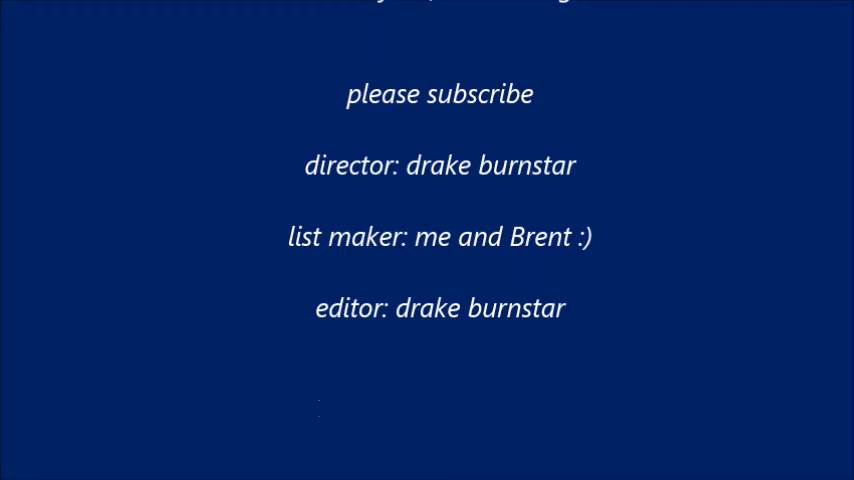 please subscribe
director: drake burnstar
list maker: me and Brent :)
editor: drake burnstar